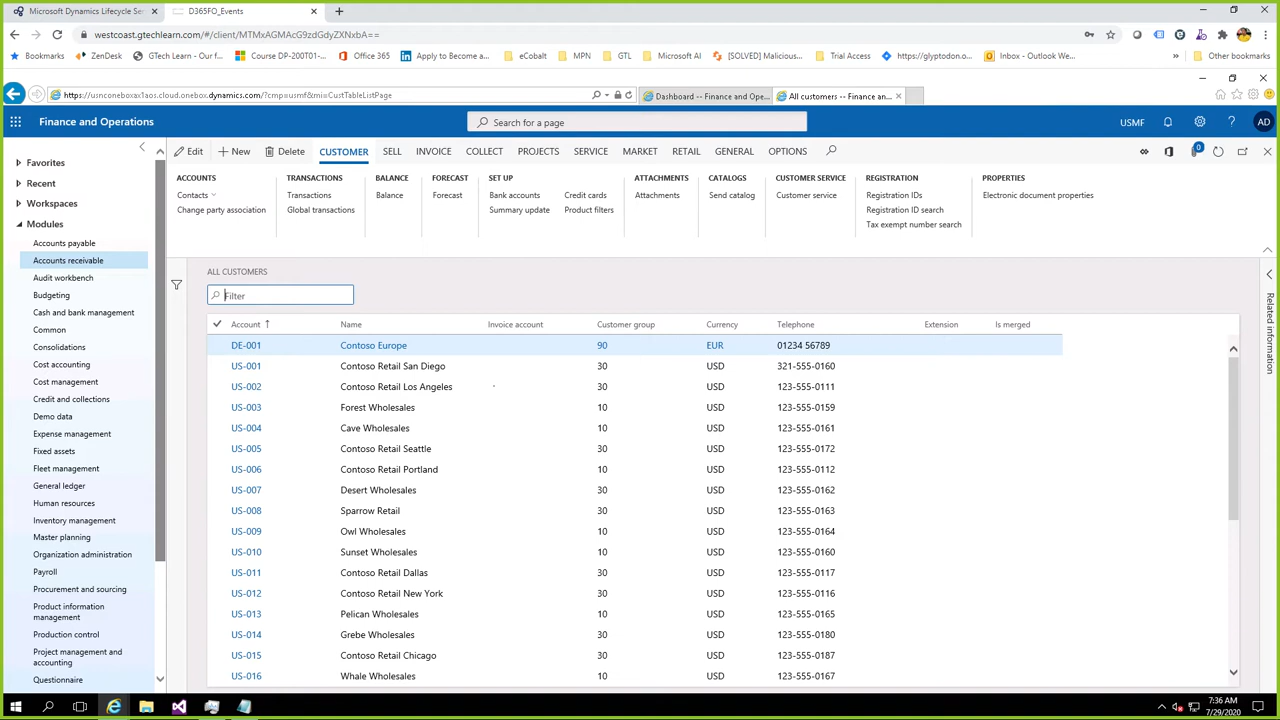 Microsoft Dynamics Lifecycle Serv
D365FO_Events
westcoast.gtechlearn.com/#/client/MTMxAGMAcG9zdGdyZXNxbA==
Bookmarks
ZenDesk
GTech Learn - Our f...
Course DP-200T01-...
Office 365
Apply to Become a...
eCobalt
MPN
GTL
Microsoft AI
[SOLVED] Malicious...
Trial Access
https://glyptodon.o...
Inbox - Outlook We...
»
Other bookmarks
https://usnconeboxax1aos.cloud.onebox.dynamics.com/?cmp=usmf&mi=CustTableListPage
Dashboard -- Finance and Ope...
All customers -- Finance an...
Finance and Operations
Search for a page
USMF
?
AD
Favorites
Recent
Workspaces
Modules
Accounts payable
Accounts receivable
Audit workbench
Budgeting
Cash and bank management
Common
Consolidations
Cost accounting
Cost management
Credit and collections
Demo data
Expense management
Fixed assets
Fleet management
General ledger
Human resources
Inventory management
Master planning
Organization administration
Payroll
Procurement and sourcing
Product information
management
Production control
Project management and
accounting
Questionnaire
Edit
New
Delete
CUSTOMER
SELL
INVOICE
COLLECT
PROJECTS
SERVICE
MARKET
RETAIL
GENERAL
OPTIONS
0
ACCOUNTS
Contacts
Change party association
TRANSACTIONS
Transactions
Global transactions
BALANCE
Balance
FORECAST
Forecast
SET UP
Bank accounts
Credit cards
Summary update
Product filters
ATTACHMENTS
Attachments
CATALOGS
Send catalog
CUSTOMER SERVICE
Customer service
REGISTRATION
Registration IDs
Registration ID search
Tax exempt number search
PROPERTIES
Electronic document properties
ALL CUSTOMERS
Filter
Related information
Account Name Invoice account Customer group Currency Telephone Extension Is merged
DE-001 Contoso Europe 90 EUR 01234 56789
US-001 Contoso Retail San Diego 30 USD 321-555-0160
US-002 Contoso Retail Los Angeles 30 USD 123-555-0111
US-003 Forest Wholesales 10 USD 123-555-0159
US-004 Cave Wholesales 10 USD 123-555-0161
US-005 Contoso Retail Seattle 30 USD 123-555-0172
US-006 Contoso Retail Portland 10 USD 123-555-0112
US-007 Desert Wholesales 30 USD 123-555-0162
US-008 Sparrow Retail 30 USD 123-555-0163
US-009 Owl Wholesales 10 USD 123-555-0164
US-010 Sunset Wholesales 10 USD 123-555-0160
US-011 Contoso Retail Dallas 30 USD 123-555-0117
US-012 Contoso Retail New York 30 USD 123-555-0116
US-013 Pelican Wholesales 10 USD 123-555-0165
US-014 Grebe Wholesales 30 USD 123-555-0180
US-015 Contoso Retail Chicago 30 USD 123-555-0187
US-016 Whale Wholesales 10 USD 123-555-0167
7:36 AM
7/29/2020